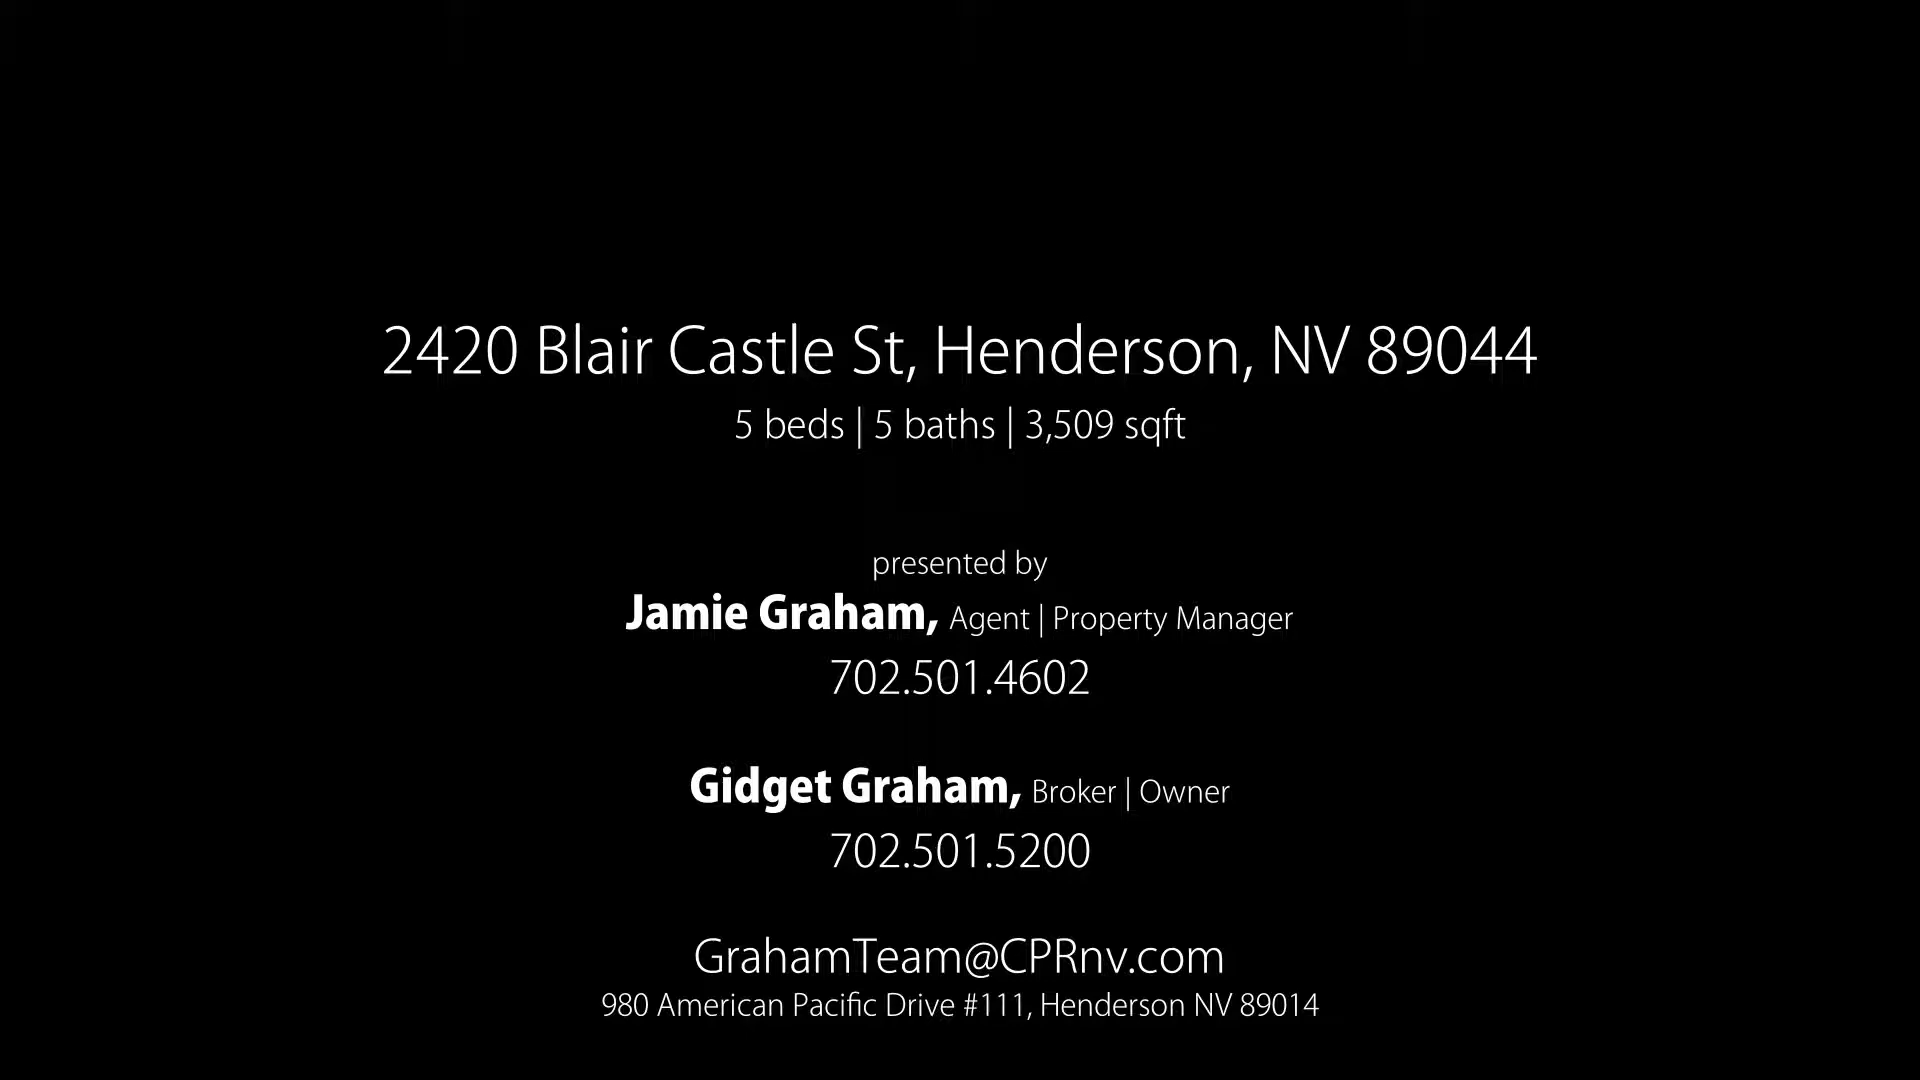 2420 Blair Castle St, Henderson, NV 89044
5 beds | 5 baths | 3,509 sqft
presented by
Jamie Graham, Agent | Property Manager
702.501.4602
Gidget Graham, Broker | Owner
702.501.5200
GrahamTeam@CPRnv.com
980 American Pacific Drive #111, Henderson NV 89014